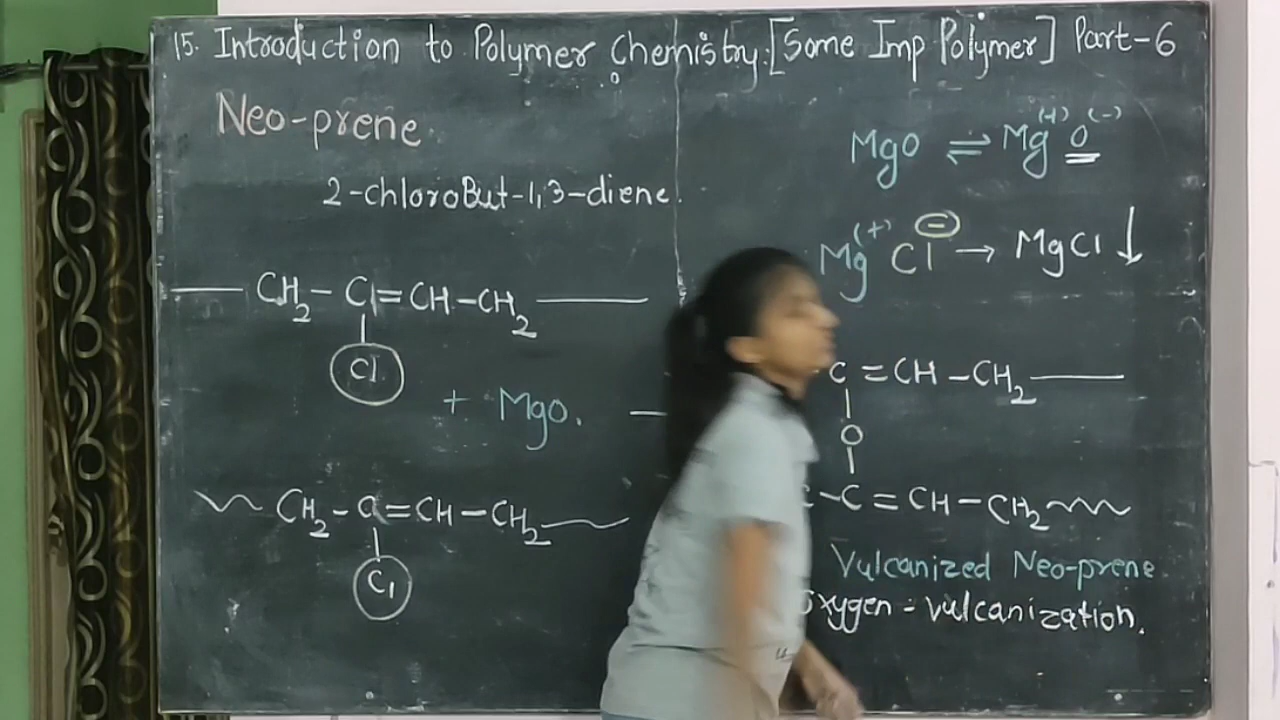 15. Introduction to Polymer Chemistry: [Some Imp Polymer] Part-6
Neo-prene
2-chloroBut-1,3-diene.
CH2-C=CH-CH2
Cl
+ MgO.
CH2-C=CH-CH2
Cl
MgO ⇌ Mg(+) O(-)
Mg(+) Cl⊖ → MgCl ↓
C=CH-CH2
O
-C=CH-CH2
Vulcanized Neo-prene
Oxygen - vulcanization.